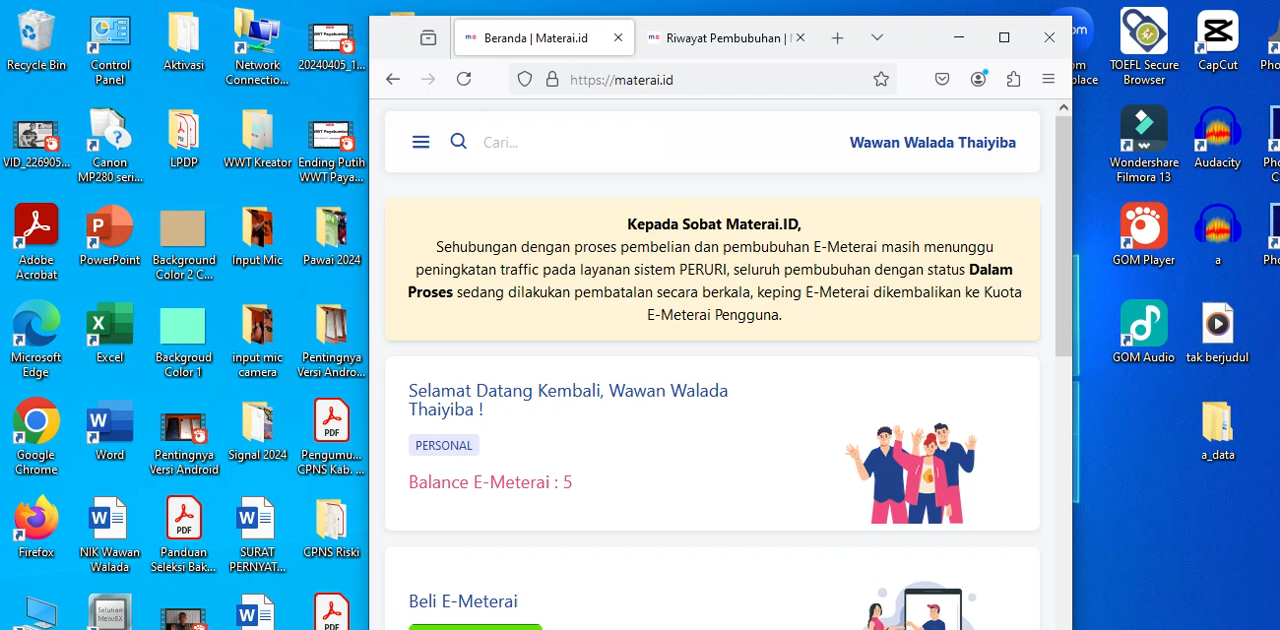 Recycle Bin
Control
Panel
Aktivasi
Network
Connectio...
20240405_1...
VID_226905...
Canon
MP280 seri...
LPDP
WWT Kreator
Ending Putih
WWT Paya...
Adobe
Acrobat
PowerPoint
Background
Color 2 C...
Input Mic
Pawai 2024
Microsoft
Edge
Excel
Backgroud
Color 1
input mic
camera
Pentingnya
Versi Andro...
Google
Chrome
Word
Pentingnya
Versi Android
Signal 2024
PDF
Pengumu...
CPNS Kab. ...
Firefox
NIK Wawan
Walada
PDF
Panduan
Seleksi Bak...
SURAT
PERNYAT...
CPNS Riski
Beranda | Materai.id
Riwayat Pembubuhan |
https://materai.id
Cari...
Wawan Walada Thaiyiba
Kepada Sobat Materai.ID,
Sehubungan dengan proses pembelian dan pembubuhan E-Meterai masih menunggu
peningkatan traffic pada layanan sistem PERURI, seluruh pembubuhan dengan status Dalam
Proses sedang dilakukan pembatalan secara berkala, keping E-Meterai dikembalikan ke Kuota
E-Meterai Pengguna.
Selamat Datang Kembali, Wawan Walada
Thaiyiba !
PERSONAL
Balance E-Meterai : 5
Beli E-Meterai
TOEFL Secure
Browser
CapCut
Wondershare
Filmora 13
Audacity
GOM Player
a
GOM Audio
tak berjudul
a_data